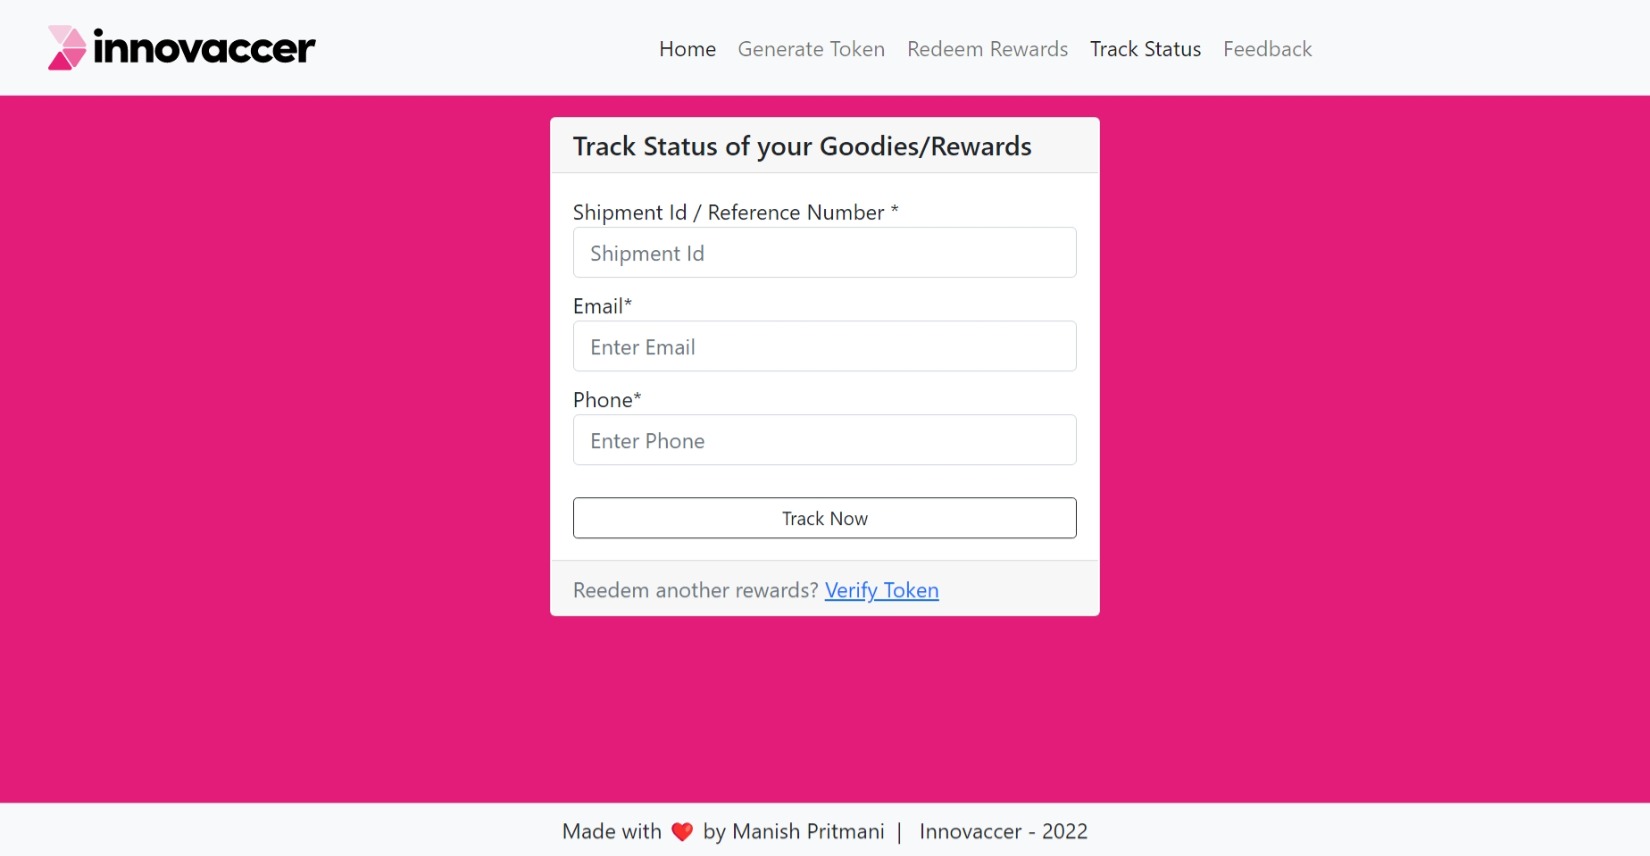 innovaccer
Home Generate Token Redeem Rewards Track Status Feedback
Track Status of your Goodies/Rewards
Shipment Id / Reference Number *
Shipment Id
Email*
Enter Email
Phone*
Enter Phone
Track Now
Reedem another rewards? Verify Token
Made with ❤️ by Manish Pritmani | Innovaccer - 2022